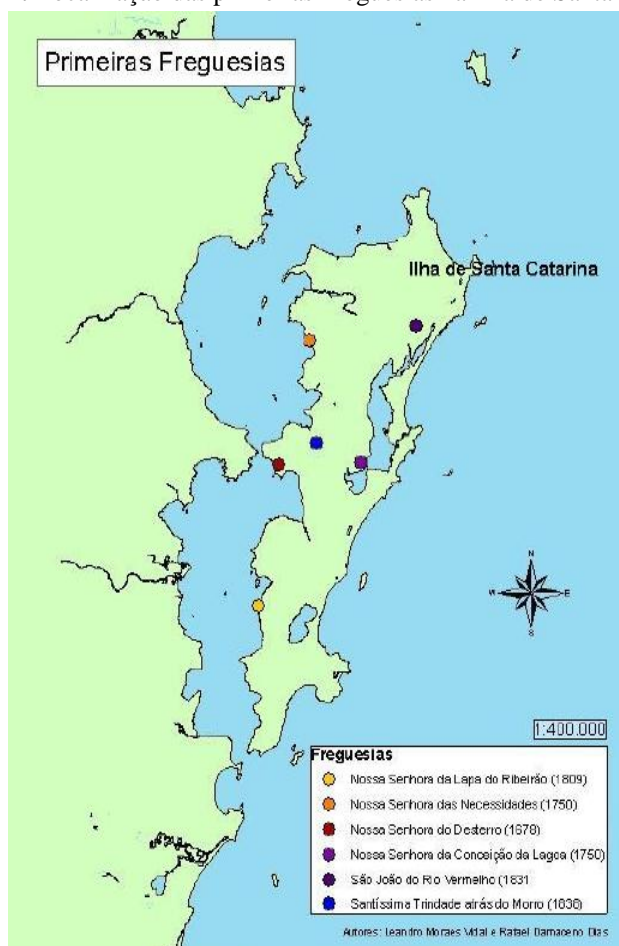 Primeiras Freguesias
Ilha de Santa Catarina
N
E
S
1:400.000
Freguesias
Nossa Senhora da Lapa do Ribeirão (1809)
Nossa Senhora das Necessidades (1750)
Nossa Senhora do Desterro (1678)
Nossa Senhora da Conceição da Lagoa (1750)
São João do Rio Vermelho (1831
Santíssima Trindade atrás do Morro (1838)
Autores: Leandro Moraes Vidal e Rafael Damaceno Dias